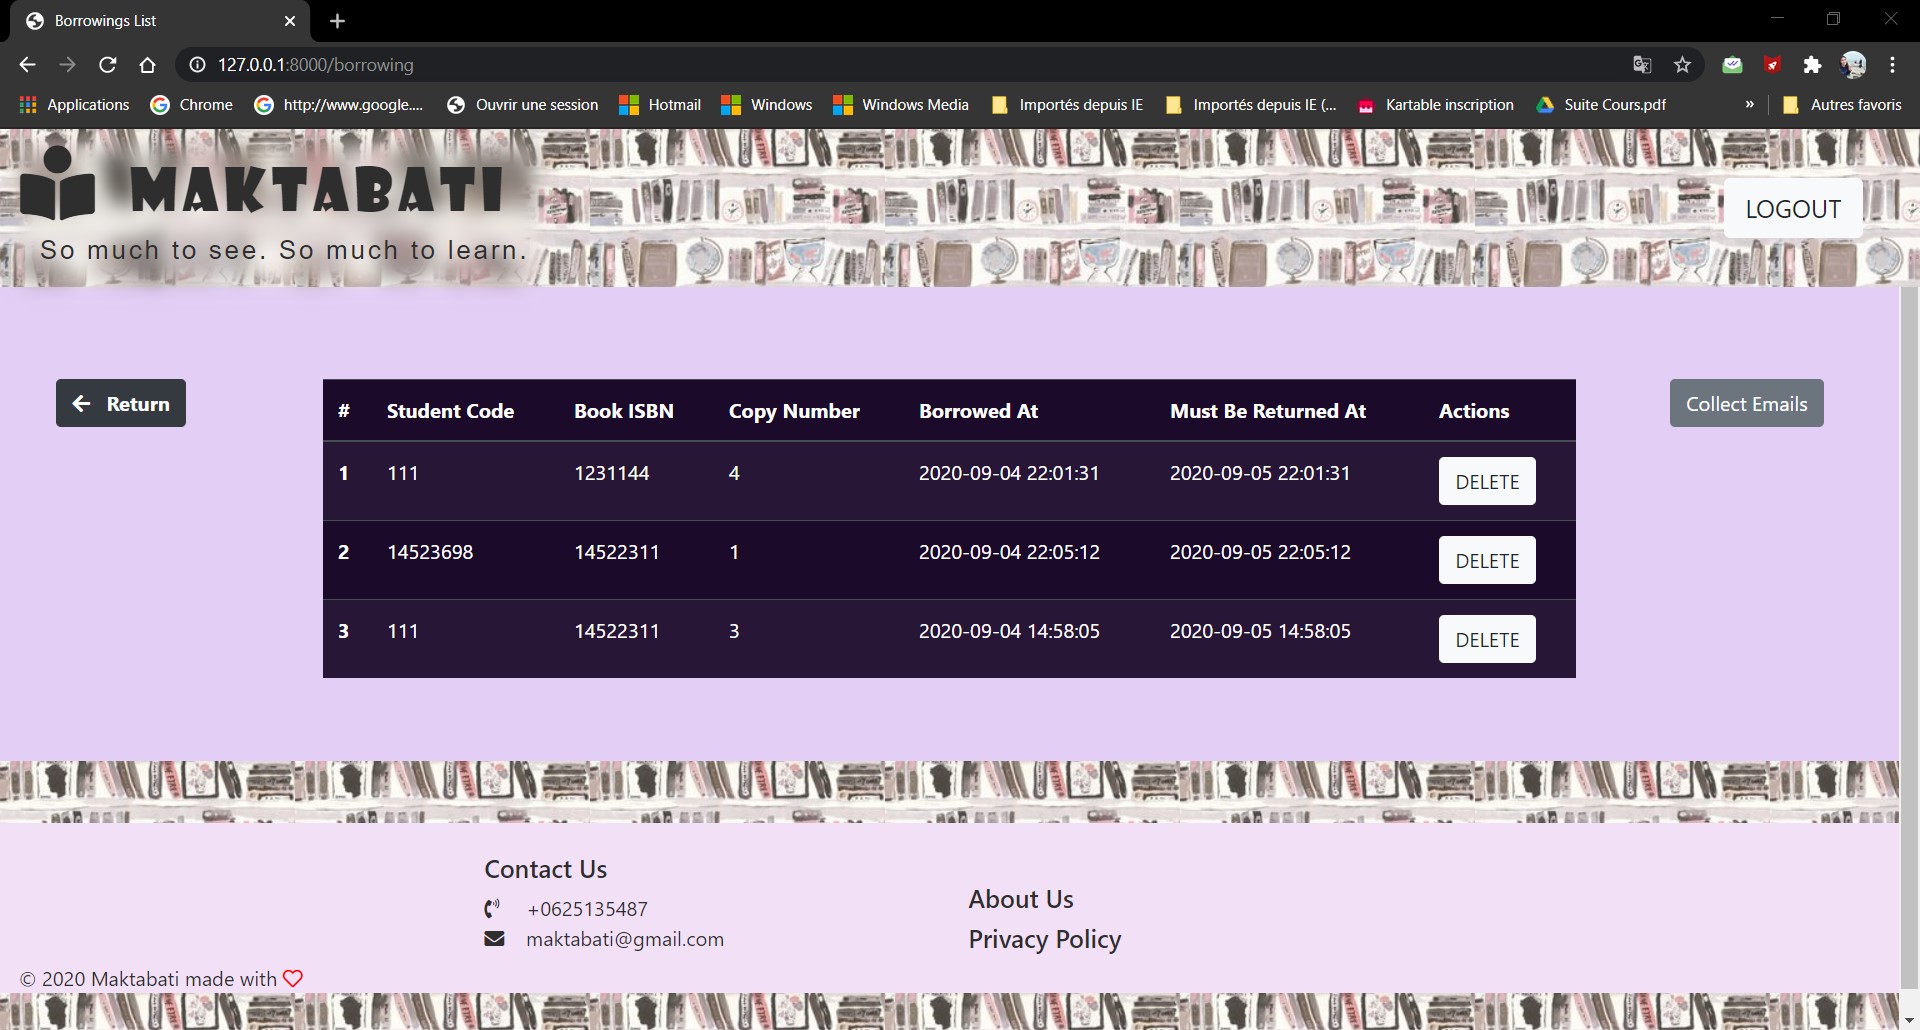 Borrowings List
127.0.0.1:8000/borrowing
Applications Chrome http://www.google.... Ouvrir une session Hotmail Windows Windows Media Importés depuis IE Importés depuis IE (... Kartable inscription Suite Cours.pdf » Autres favoris
MAKTABATI
So much to see. So much to learn.
LOGOUT
Return
Collect Emails
# Student Code Book ISBN Copy Number Borrowed At Must Be Returned At Actions
1 111 1231144 4 2020-09-04 22:01:31 2020-09-05 22:01:31 DELETE
2 14523698 14522311 1 2020-09-04 22:05:12 2020-09-05 22:05:12 DELETE
3 111 14522311 3 2020-09-04 14:58:05 2020-09-05 14:58:05 DELETE
Contact Us
+0625135487
maktabati@gmail.com
About Us
Privacy Policy
© 2020 Maktabati made with